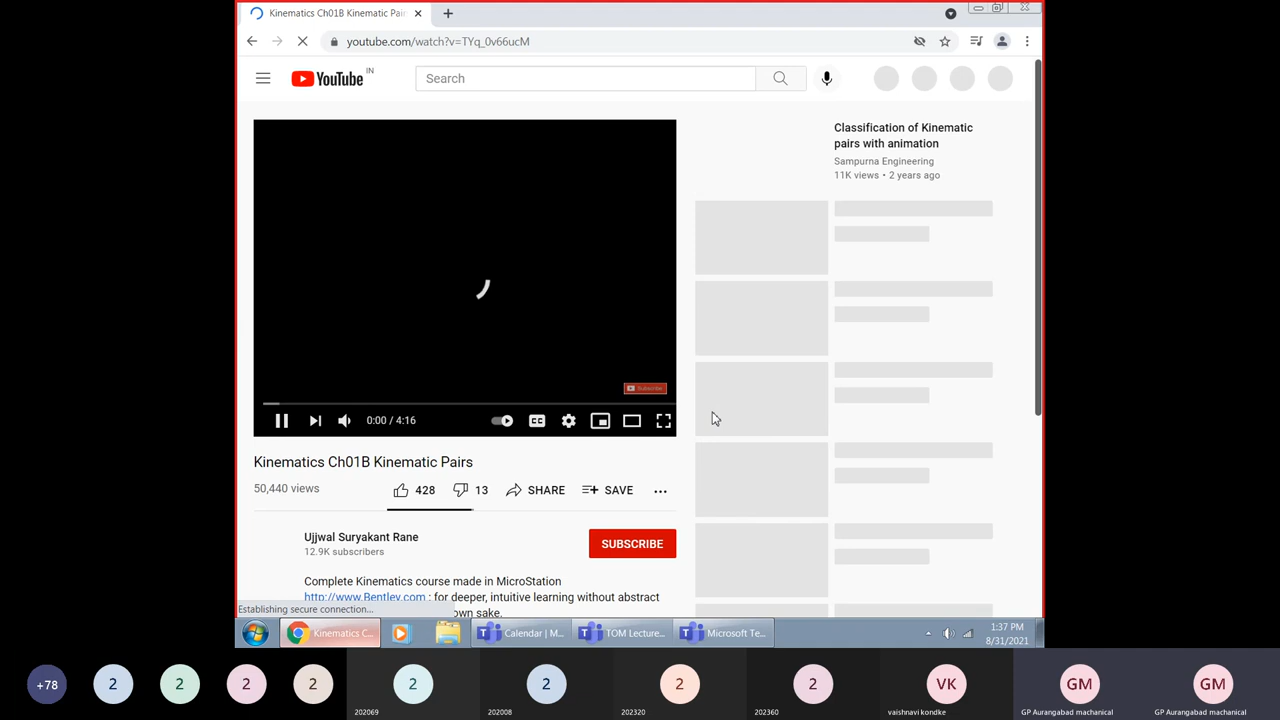 Kinematics Ch01B Kinematic Pair
youtube.com/watch?v=TYq_0v66ucM
YouTube IN
Search
Classification of Kinematic
pairs with animation
Sampurna Engineering
11K views • 2 years ago
Subscribe
0:00 / 4:16
CC
Kinematics Ch01B Kinematic Pairs
50,440 views
428
13
SHARE
SAVE
Ujjwal Suryakant Rane
12.9K subscribers
SUBSCRIBE
Complete Kinematics course made in MicroStation
http://www.Bentley.com : for deeper, intuitive learning without abstract
own sake.
Establishing secure connection...
Kinematics C...
Calendar | M...
TOM Lecture...
Microsoft Te...
1:37 PM
8/31/2021
+78
2
2
2
2
2
2
2
2
VK
GM
GM
202069
202008
202320
202360
vaishnavi kondke
GP Aurangabad machanical
GP Aurangabad machanical